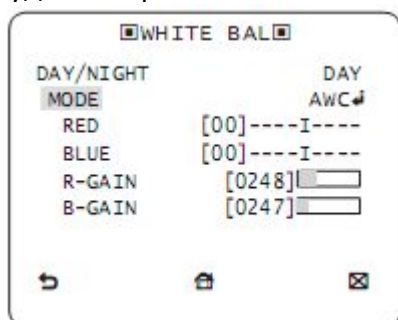 ▣WHITE BAL▣
DAY/NIGHT DAY
MODE AWC↲
RED [00]----I----
BLUE [00]----I----
R-GAIN [0248]
B-GAIN [0247]